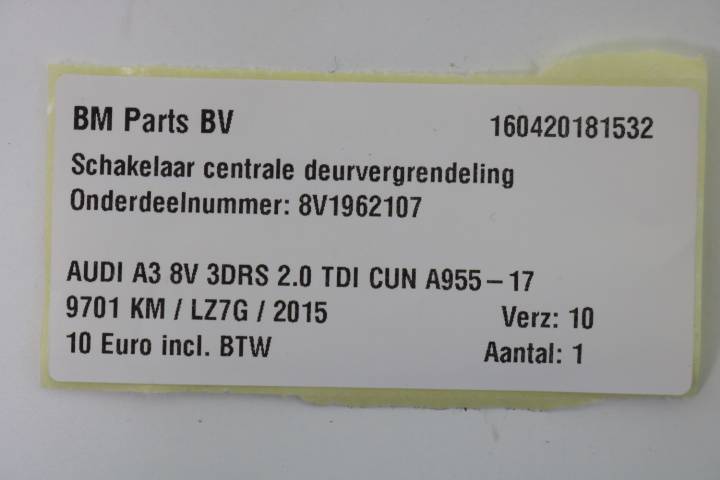 BM Parts BV 160420181532
Schakelaar centrale deurvergrendeling
Onderdeelnummer: 8V1962107
AUDI A3 8V 3DRS 2.0 TDI CUN A955 – 17
9701 KM / LZ7G / 2015 Verz: 10
10 Euro incl. BTW Aantal: 1